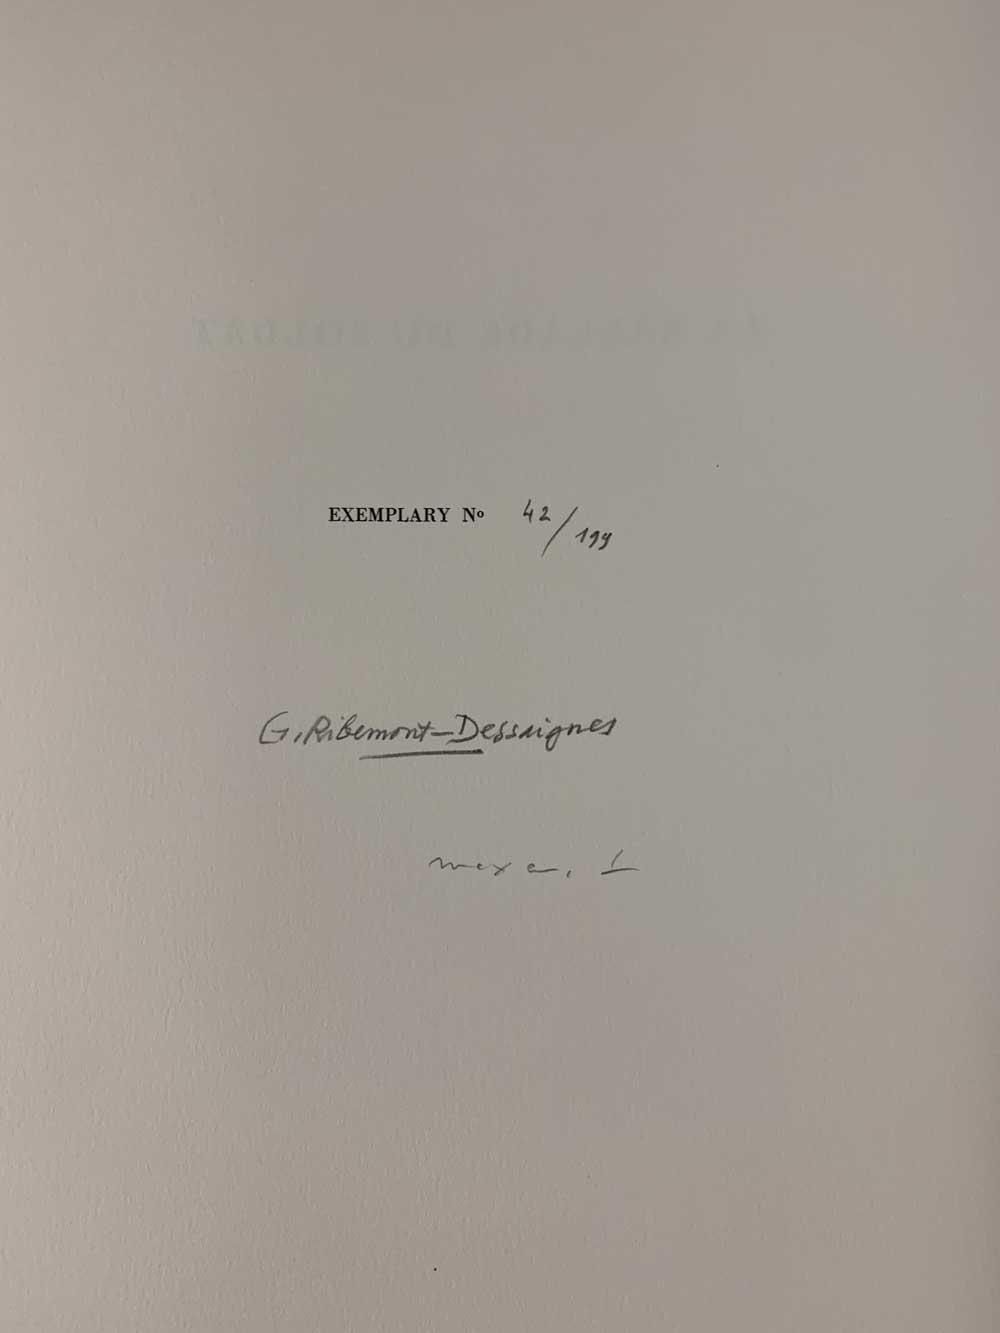 EXEMPLARY Nº 42/199
G. Ribemont-Dessaignes